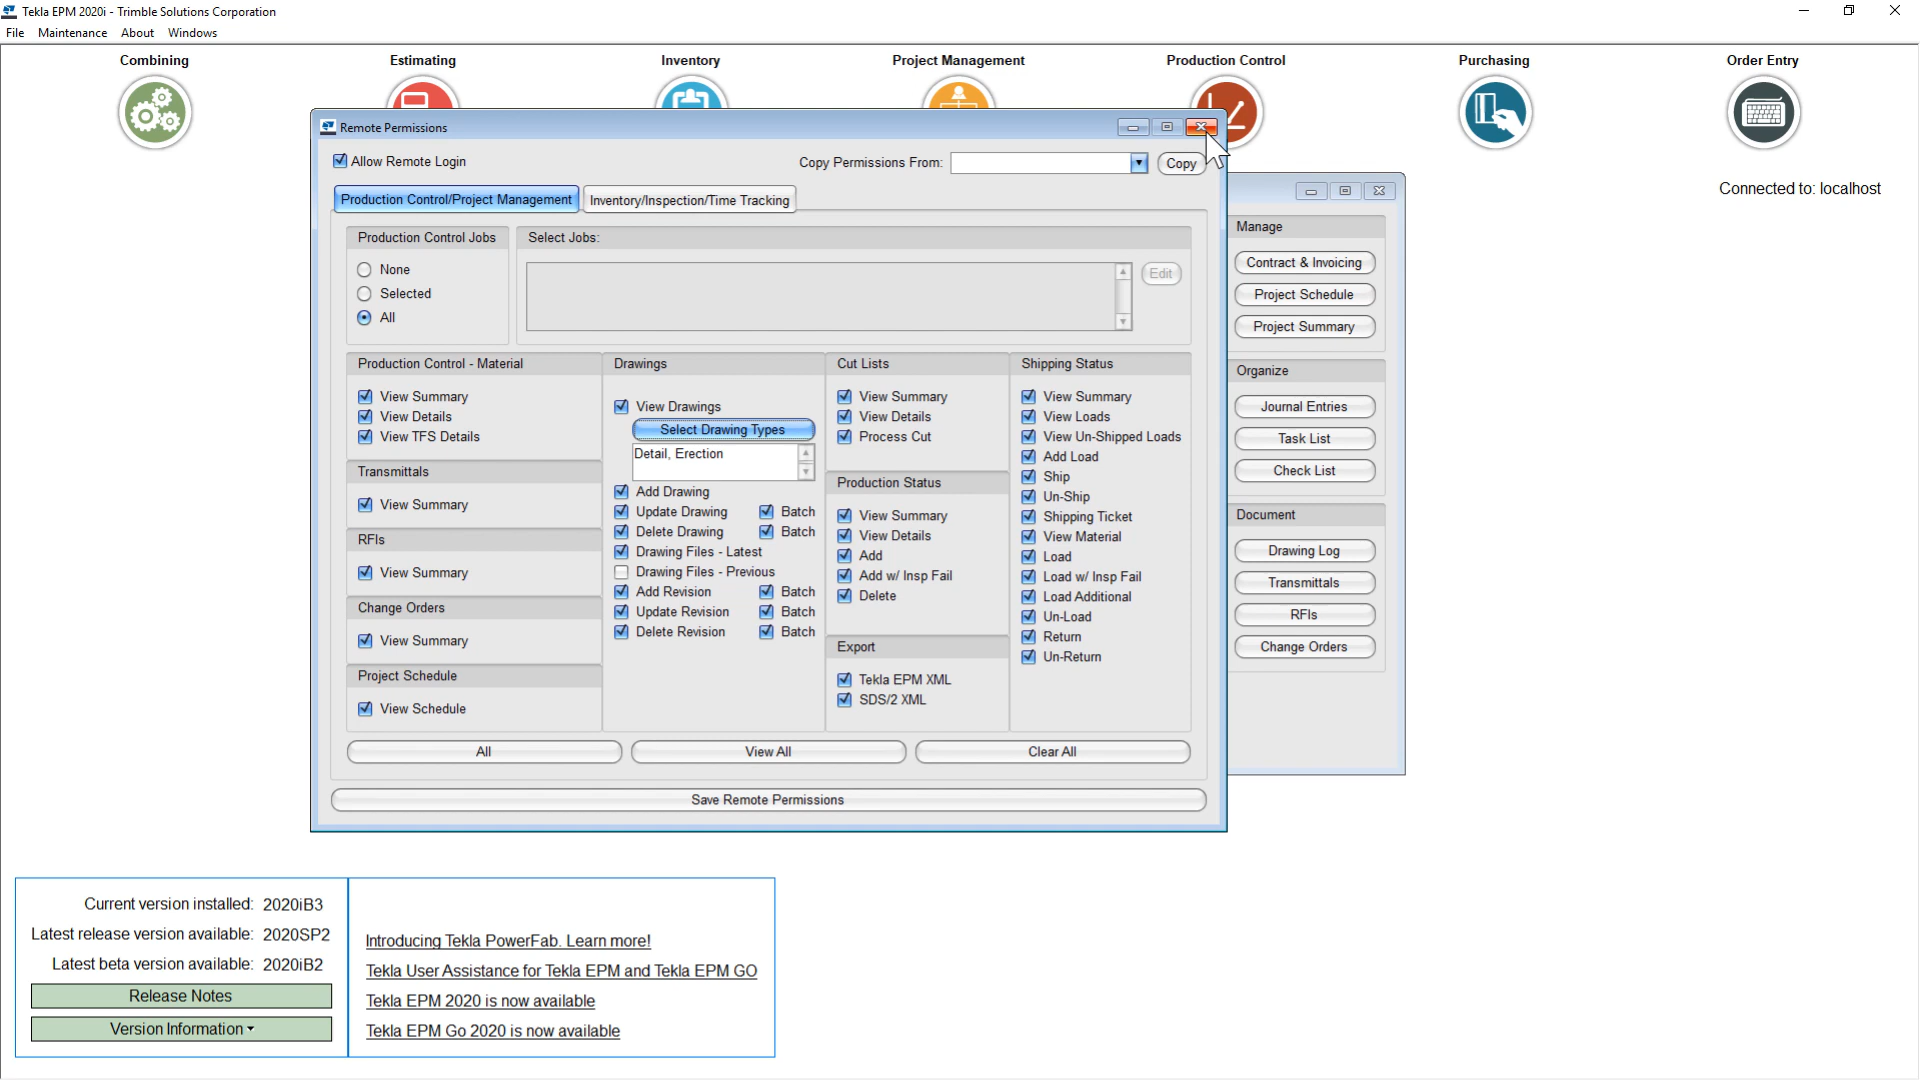 Tekla EPM 2020i - Trimble Solutions Corporation
File Maintenance About Windows
Combining Estimating Inventory Project Management Production Control Purchasing Order Entry
Connected to: localhost
Remote Permissions
Allow Remote Login
Copy Permissions From:
Copy
Production Control/Project Management
Inventory/Inspection/Time Tracking
Production Control Jobs
None
Selected
All
Select Jobs:
Edit
Production Control - Material
View Summary
View Details
View TFS Details
Transmittals
View Summary
RFIs
View Summary
Change Orders
View Summary
Project Schedule
View Schedule
Drawings
View Drawings
Select Drawing Types
Detail, Erection
Add Drawing
Update Drawing Batch
Delete Drawing Batch
Drawing Files - Latest
Drawing Files - Previous
Add Revision Batch
Update Revision Batch
Delete Revision Batch
Cut Lists
View Summary
View Details
Process Cut
Production Status
View Summary
View Details
Add
Add w/ Insp Fail
Delete
Export
Tekla EPM XML
SDS/2 XML
Shipping Status
View Summary
View Loads
View Un-Shipped Loads
Add Load
Ship
Un-Ship
Shipping Ticket
View Material
Load
Load w/ Insp Fail
Load Additional
Un-Load
Return
Un-Return
All
View All
Clear All
Save Remote Permissions
Manage
Contract & Invoicing
Project Schedule
Project Summary
Organize
Journal Entries
Task List
Check List
Document
Drawing Log
Transmittals
RFIs
Change Orders
Current version installed: 2020iB3
Latest release version available: 2020SP2
Latest beta version available: 2020iB2
Release Notes
Version Information
Introducing Tekla PowerFab. Learn more!
Tekla User Assistance for Tekla EPM and Tekla EPM GO
Tekla EPM 2020 is now available
Tekla EPM Go 2020 is now available